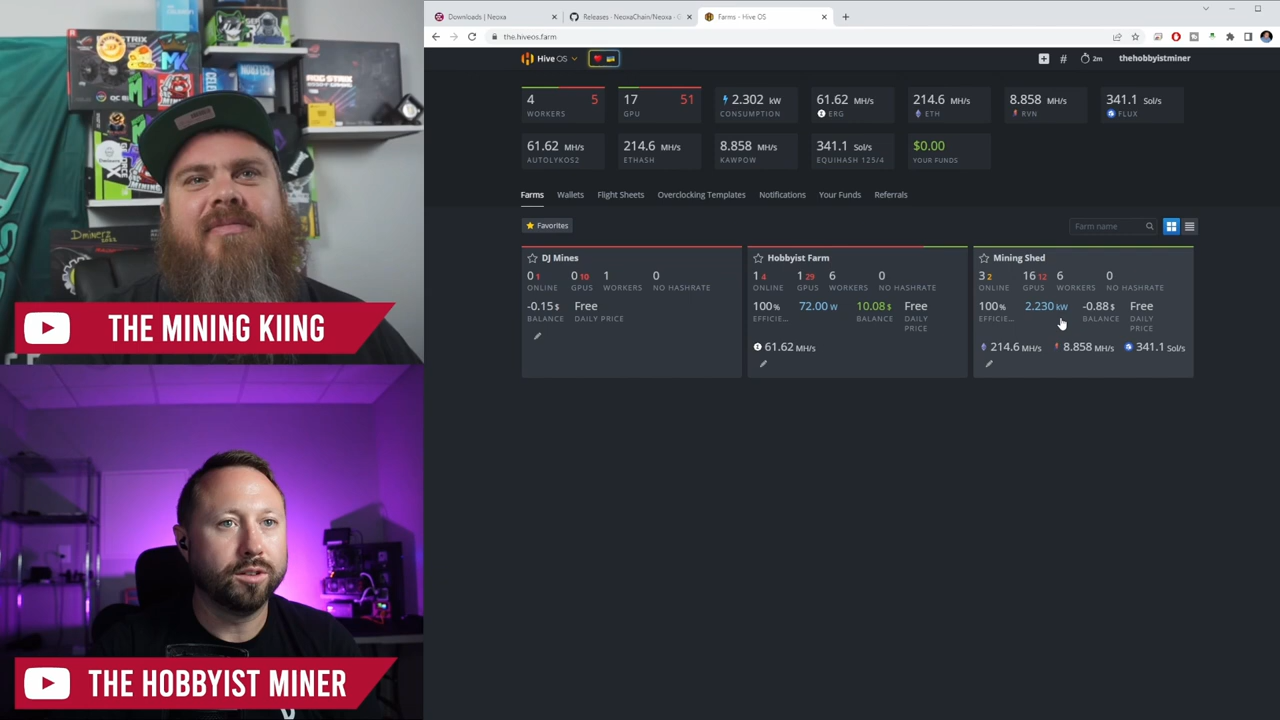 THE MINING KIING
THE HOBBYIST MINER
Downloads | Neoxa
Releases · NeoxaChain/Neoxa
Farms - Hive OS
the.hiveos.farm
Hive OS
#
2m
thehobbyistminer
4 5
WORKERS
17 51
GPU
2.302 kW
CONSUMPTION
61.62 MH/s
ERG
214.6 MH/s
ETH
8.858 MH/s
RVN
341.1 Sol/s
FLUX
61.62 MH/s
AUTOLYKOS2
214.6 MH/s
ETHASH
8.858 MH/s
KAWPOW
341.1 Sol/s
EQUIHASH 125/4
$0.00
YOUR FUNDS
Farms Wallets Flight Sheets Overclocking Templates Notifications Your Funds Referrals
Favorites
Farm name
DJ Mines
0 1 0 10 1 0
ONLINE GPUS WORKERS NO HASHRATE
-0.15 $ Free
BALANCE DAILY PRICE
Hobbyist Farm
1 4 1 29 6 0
ONLINE GPUS WORKERS NO HASHRATE
100 % 72.00 W 10.08 $ Free
EFFICIE... BALANCE DAILY
PRICE
61.62 MH/s
Mining Shed
3 2 16 12 6 0
ONLINE GPUS WORKERS NO HASHRATE
100 % 2.230 kW -0.88 $ Free
EFFICIE... BALANCE DAILY
PRICE
214.6 MH/s 8.858 MH/s 341.1 Sol/s